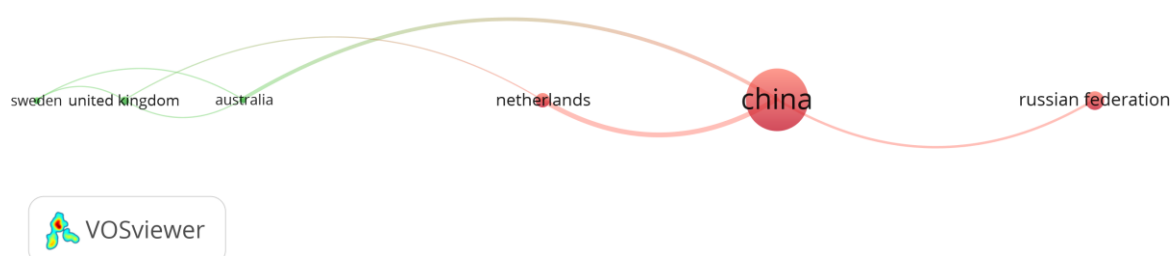 sweden
united kingdom
australia
netherlands
china
russian federation
VOSviewer